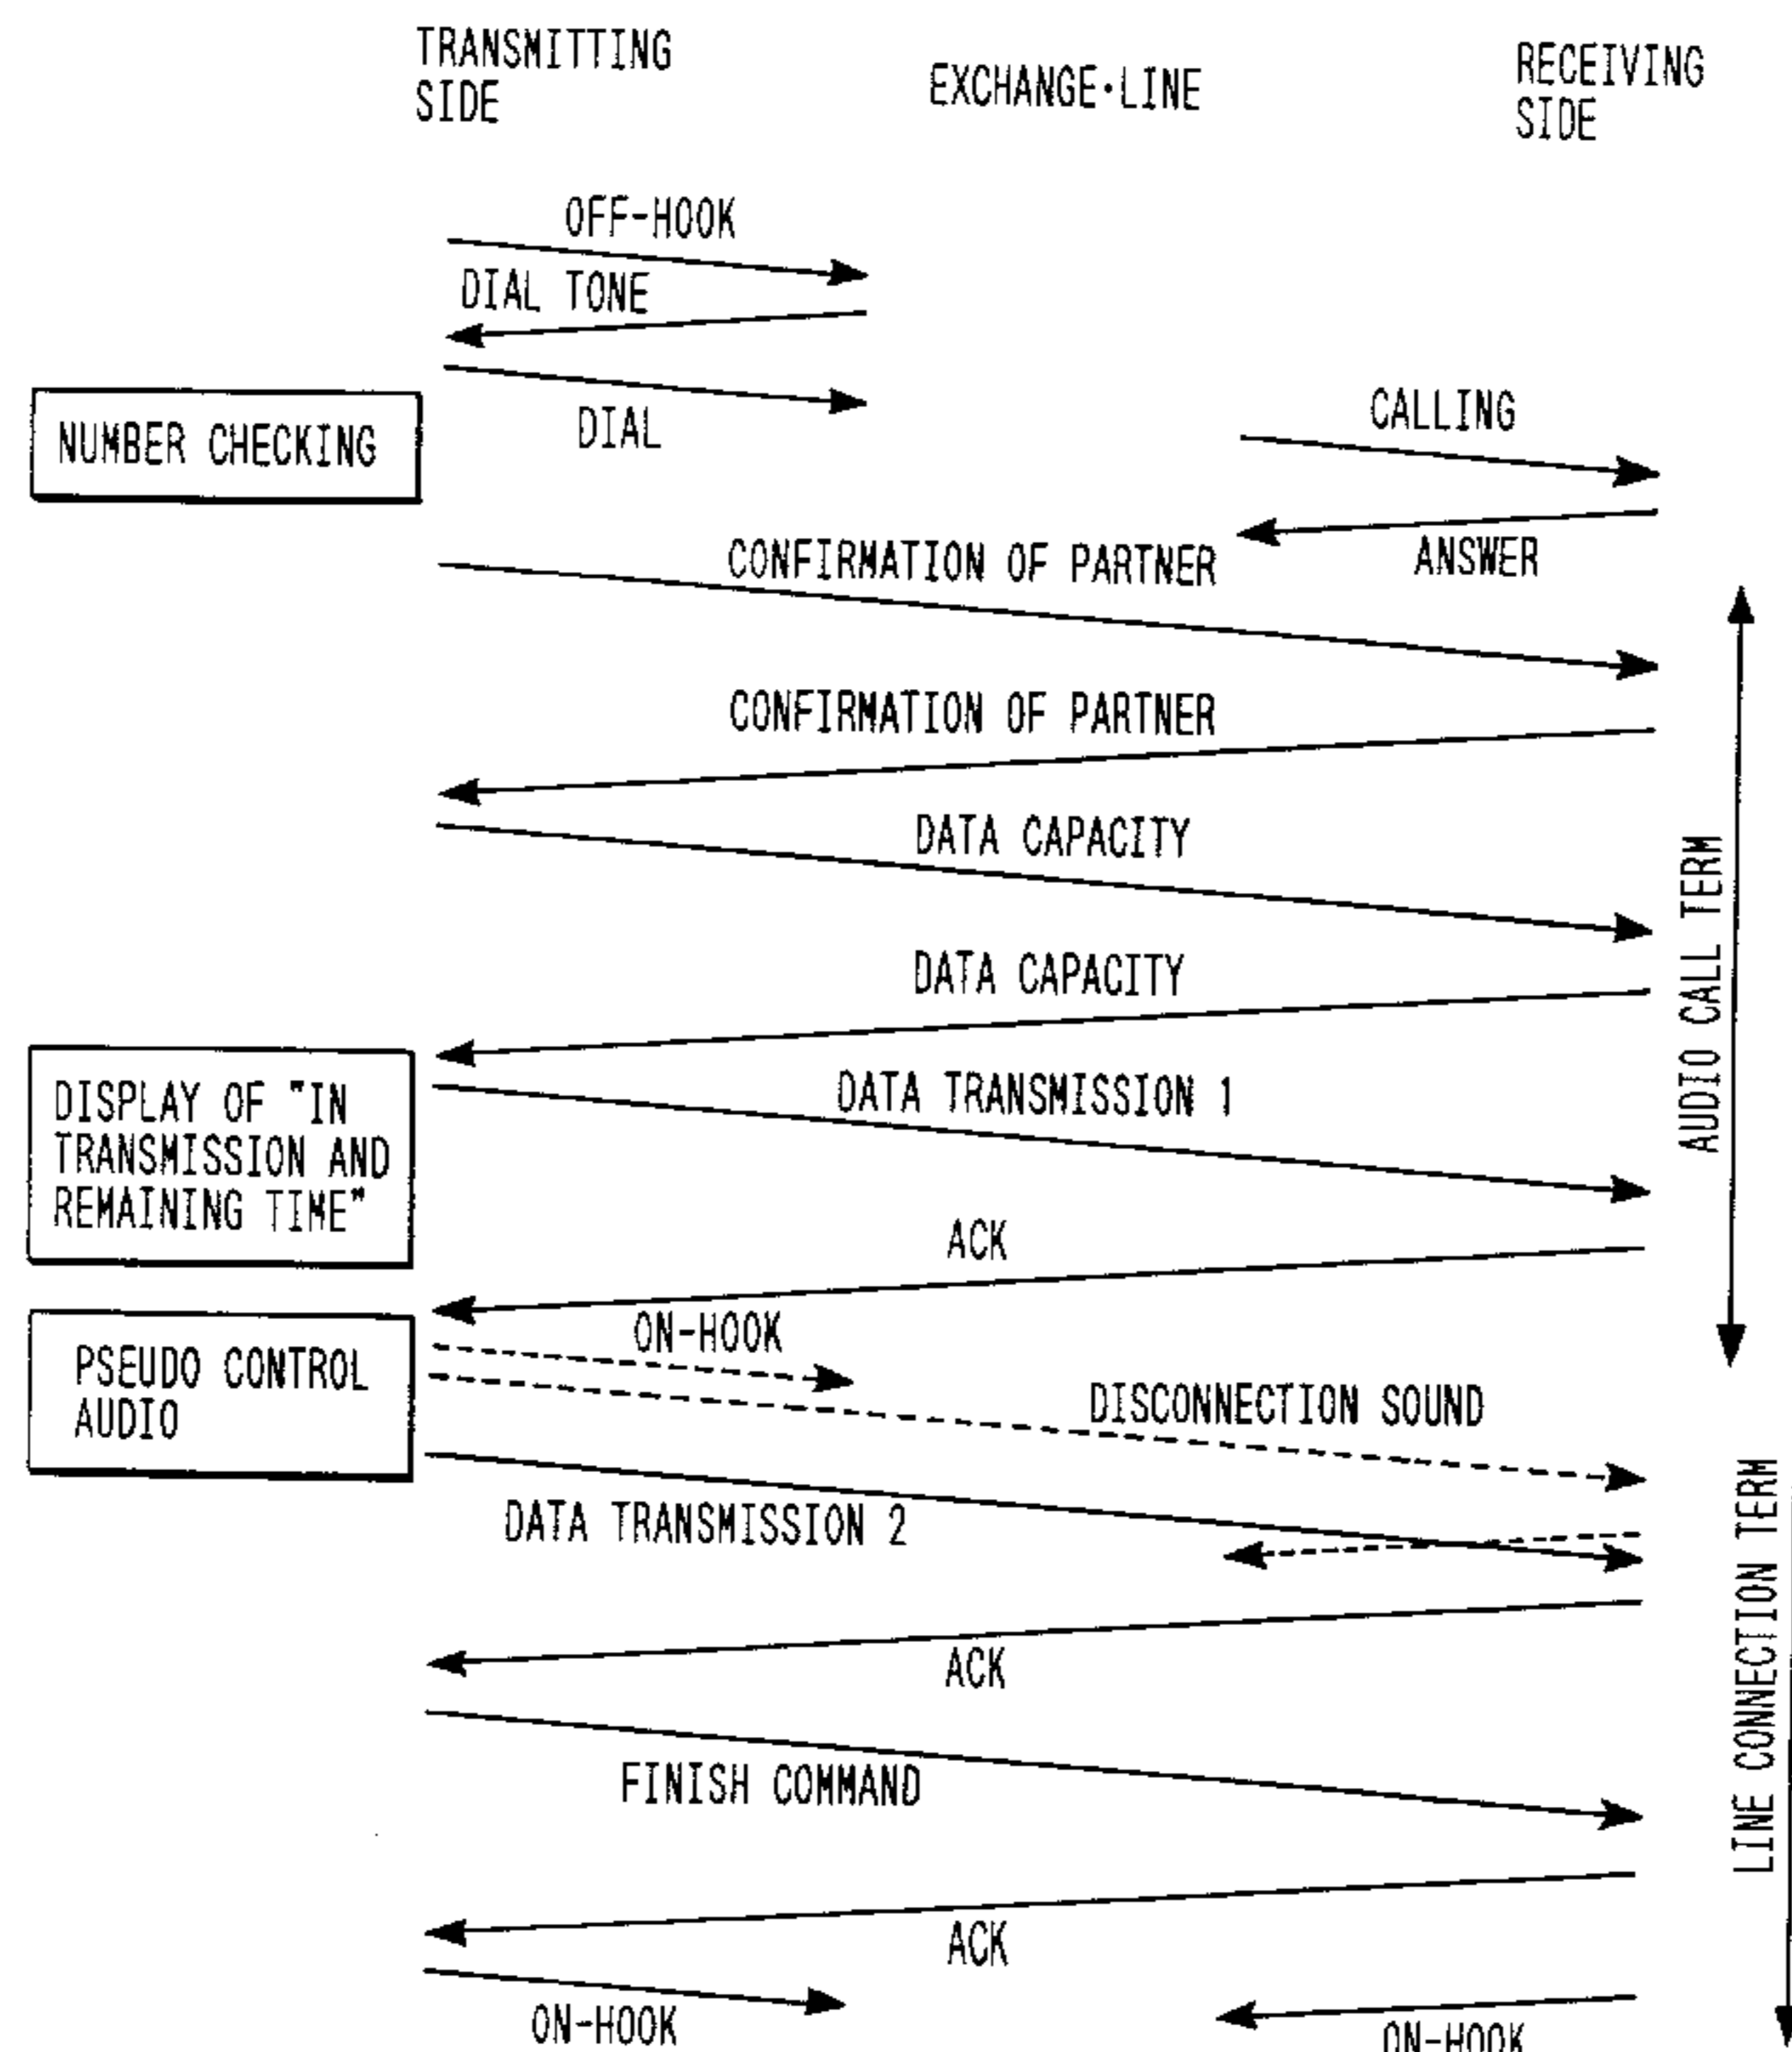 TRANSMITTING
SIDE
EXCHANGE·LINE
RECEIVING
SIDE
OFF-HOOK
DIAL TONE
DIAL
NUMBER CHECKING
CALLING
ANSWER
CONFIRMATION OF PARTNER
CONFIRMATION OF PARTNER
DATA CAPACITY
DATA CAPACITY
AUDIO CALL TERM
DISPLAY OF "IN
TRANSMISSION AND
REMAINING TIME"
DATA TRANSMISSION 1
ACK
PSEUDO CONTROL
AUDIO
ON-HOOK
DISCONNECTION SOUND
DATA TRANSMISSION 2
LINE CONNECTION TERM
ACK
FINISH COMMAND
ACK
ON-HOOK
ON-HOOK